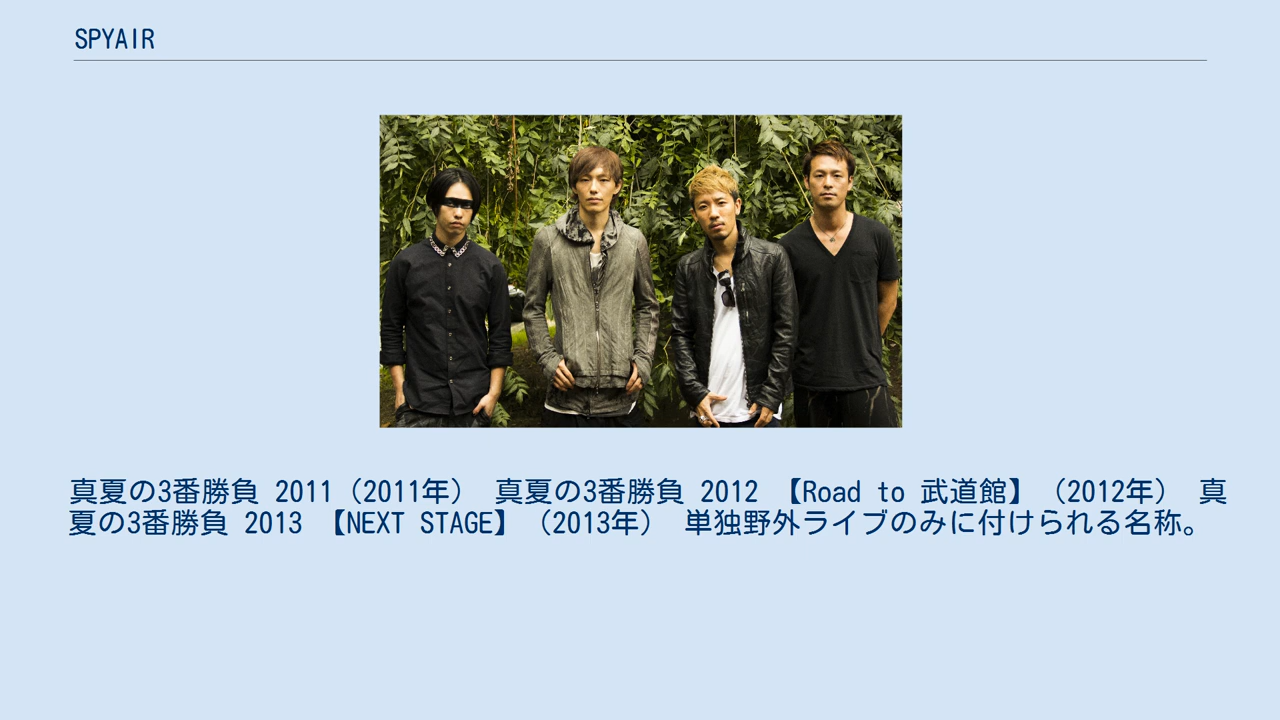 SPYAIR
真夏の3番勝負 2011（2011年） 真夏の3番勝負 2012 【Road to 武道館】（2012年） 真
夏の3番勝負 2013 【NEXT STAGE】（2013年） 単独野外ライブのみに付けられる名称。